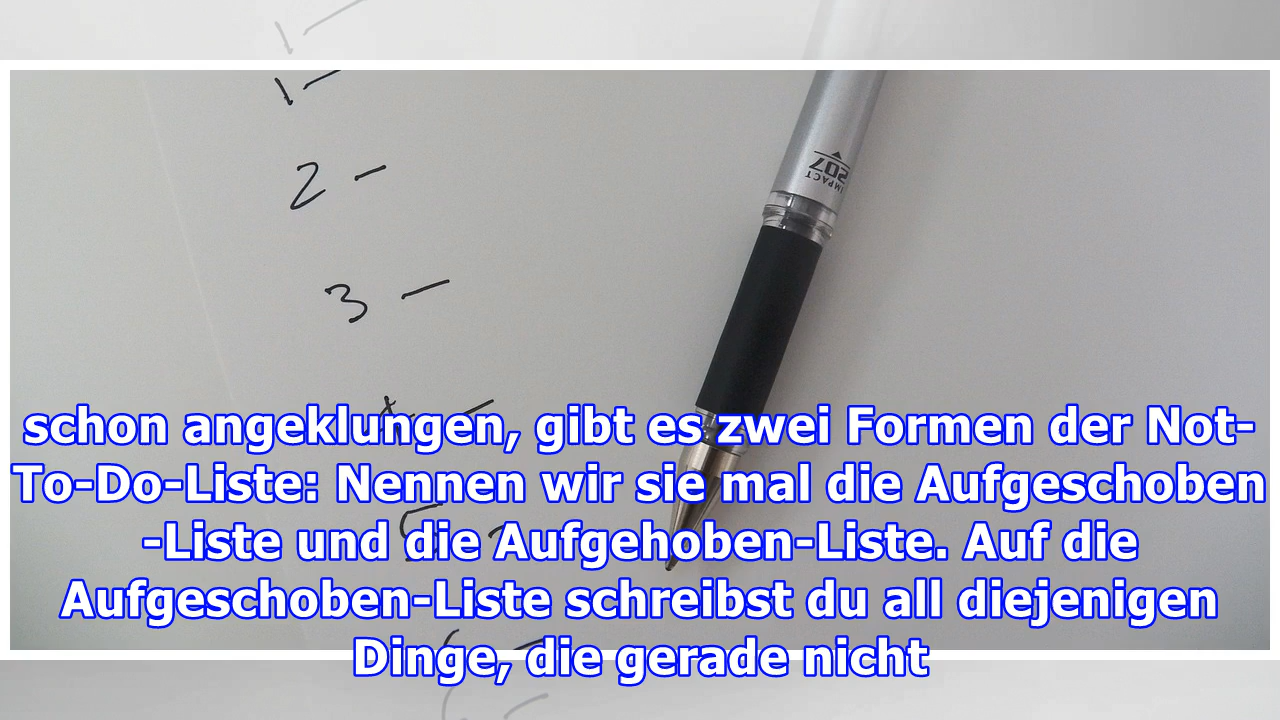 1 -
1 -
2 -
3 -
IMPACT
207
schon angeklungen, gibt es zwei Formen der Not-
To-Do-Liste: Nennen wir sie mal die Aufgeschoben
-Liste und die Aufgehoben-Liste. Auf die
Aufgeschoben-Liste schreibst du all diejenigen
Dinge, die gerade nicht